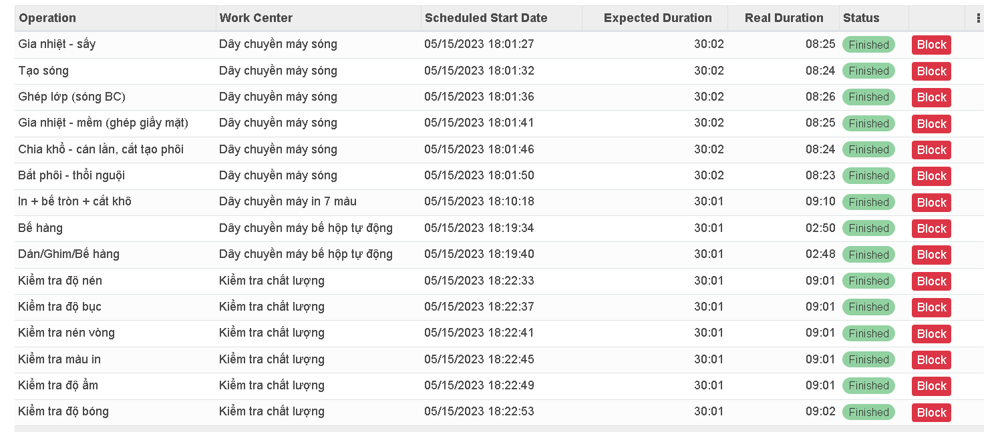 Operation Work Center Scheduled Start Date Expected Duration Real Duration Status
Gia nhiệt - sấy Dây chuyền máy sóng 05/15/2023 18:01:27 30:02 08:25 Finished Block
Tạo sóng Dây chuyền máy sóng 05/15/2023 18:01:32 30:02 08:24 Finished Block
Ghép lớp (sóng BC) Dây chuyền máy sóng 05/15/2023 18:01:36 30:02 08:26 Finished Block
Gia nhiệt - mềm (ghép giấy mặt) Dây chuyền máy sóng 05/15/2023 18:01:41 30:02 08:25 Finished Block
Chia khổ - cán lằn, cắt tạo phôi Dây chuyền máy sóng 05/15/2023 18:01:46 30:02 08:24 Finished Block
Bắt phôi - thổi nguội Dây chuyền máy sóng 05/15/2023 18:01:50 30:02 08:23 Finished Block
In + bế tròn + cắt khô Dây chuyền máy in 7 màu 05/15/2023 18:10:18 30:01 09:10 Finished Block
Bế hàng Dây chuyền máy bế hộp tự động 05/15/2023 18:19:34 30:01 02:50 Finished Block
Dán/Ghim/Bế hàng Dây chuyền máy bế hộp tự động 05/15/2023 18:19:40 30:01 02:48 Finished Block
Kiểm tra độ nén Kiểm tra chất lượng 05/15/2023 18:22:33 30:01 09:01 Finished Block
Kiểm tra độ bục Kiểm tra chất lượng 05/15/2023 18:22:37 30:01 09:01 Finished Block
Kiểm tra nén vòng Kiểm tra chất lượng 05/15/2023 18:22:41 30:01 09:01 Finished Block
Kiểm tra màu in Kiểm tra chất lượng 05/15/2023 18:22:45 30:01 09:01 Finished Block
Kiểm tra độ ẩm Kiểm tra chất lượng 05/15/2023 18:22:49 30:01 09:01 Finished Block
Kiểm tra độ bóng Kiểm tra chất lượng 05/15/2023 18:22:53 30:01 09:02 Finished Block